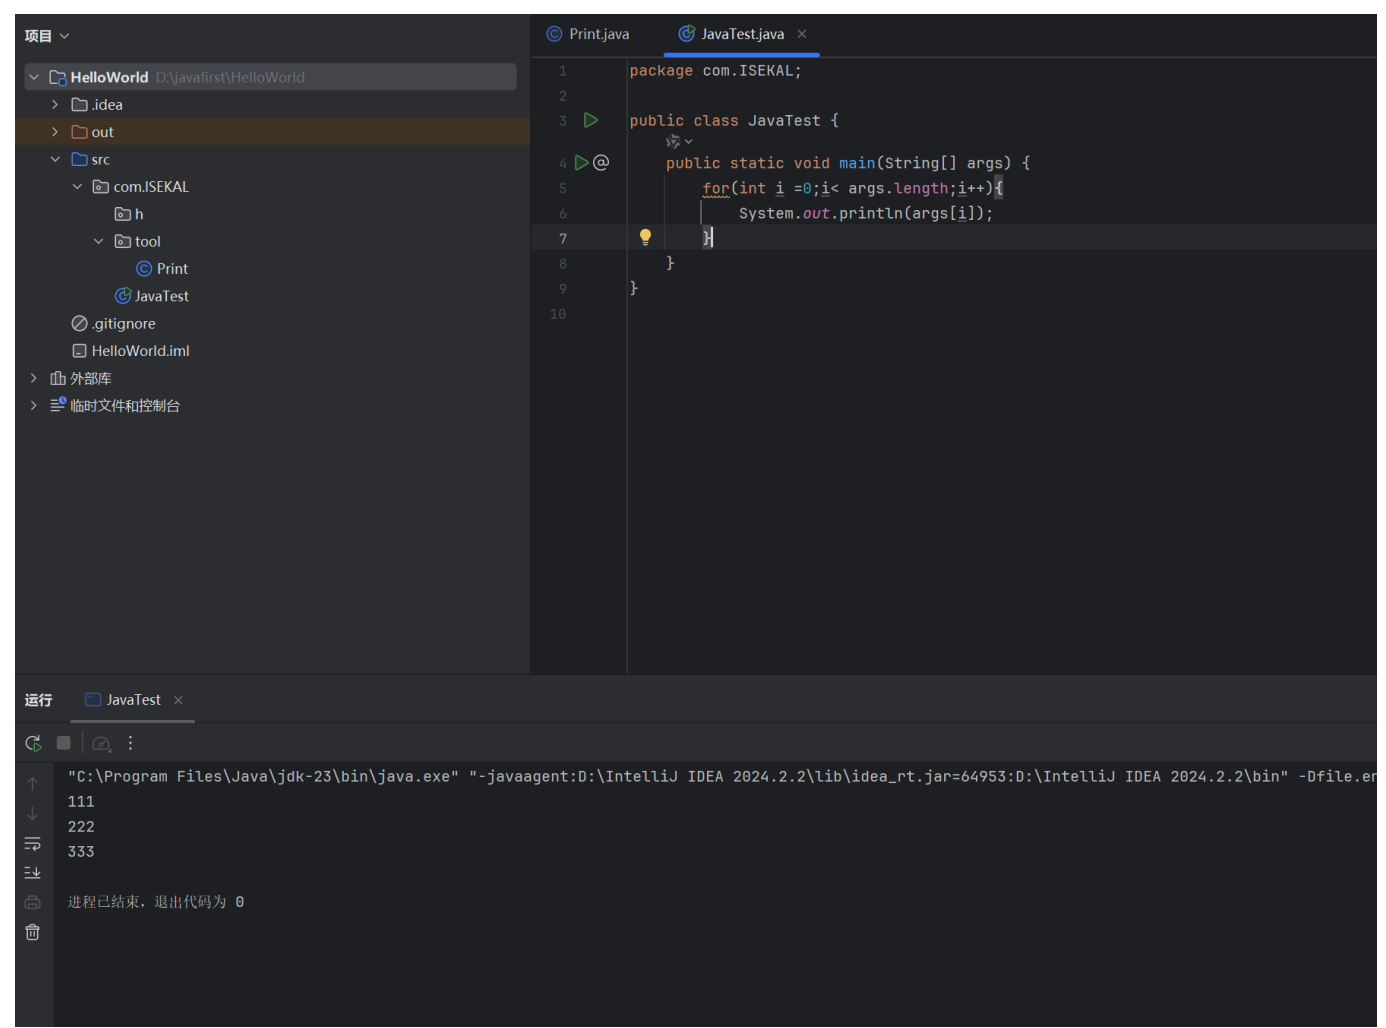 项目
HelloWorld D:\javafirst\HelloWorld
.idea
out
src
com.ISEKAL
h
tool
Print
JavaTest
.gitignore
HelloWorld.iml
外部库
临时文件和控制台
Print.java JavaTest.java
1 package com.ISEKAL;
2
3 public class JavaTest {
4 @ public static void main(String[] args) {
5 for(int i =0;i< args.length;i++){
6 System.out.println(args[i]);
7 }
8 }
9 }
10
运行 JavaTest
"C:\Program Files\Java\jdk-23\bin\java.exe" "-javaagent:D:\IntelliJ IDEA 2024.2.2\lib\idea_rt.jar=64953:D:\IntelliJ IDEA 2024.2.2\bin" -Dfile.en
111
222
333
进程已结束，退出代码为 0